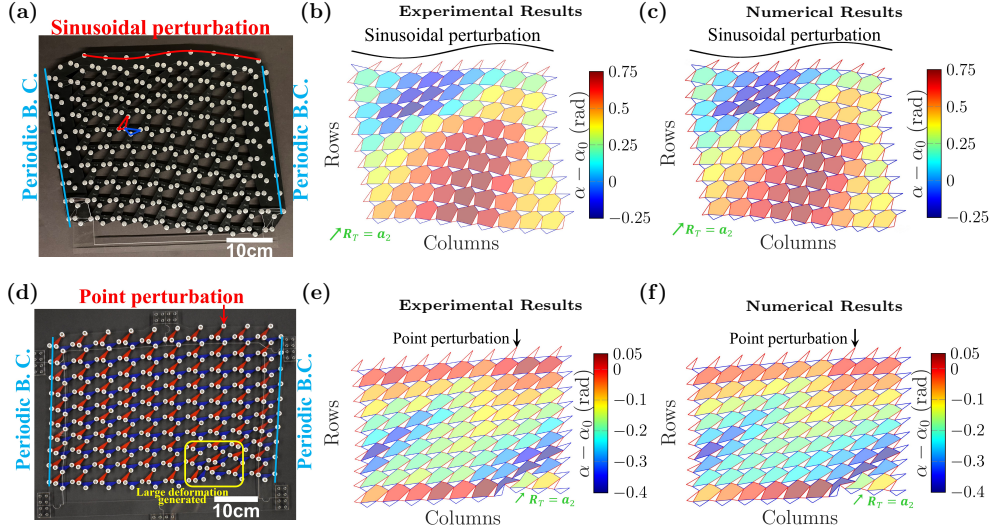 (a)
Sinusoidal perturbation
Periodic B.C.
Periodic B.C.
10cm
(b)
Experimental Results
Sinusoidal perturbation
Rows
Columns
↗R_T = a_2
0.75
0.5
0.25
0
-0.25
α − α_0 (rad)
(c)
Numerical Results
Sinusoidal perturbation
Rows
Columns
↗R_T = a_2
0.75
0.5
0.25
0
-0.25
α − α_0 (rad)
(d)
Point perturbation
Periodic B.C.
Periodic B.C.
Large deformation
generated
10cm
(e)
Experimental Results
Point perturbation
Rows
Columns
↗ R_T = a_2
0.05
0
−0.1
−0.2
−0.3
−0.4
α − α_0 (rad)
(f)
Numerical Results
Point perturbation
Rows
Columns
↗ R_T = a_2
0.05
0
−0.1
−0.2
−0.3
−0.4
α − α_0 (rad)